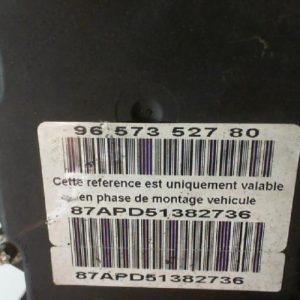 96 573 527 80
Cette reference est uniquement valable
en phase de montage vehicule
87APD51382736
87APD51382736